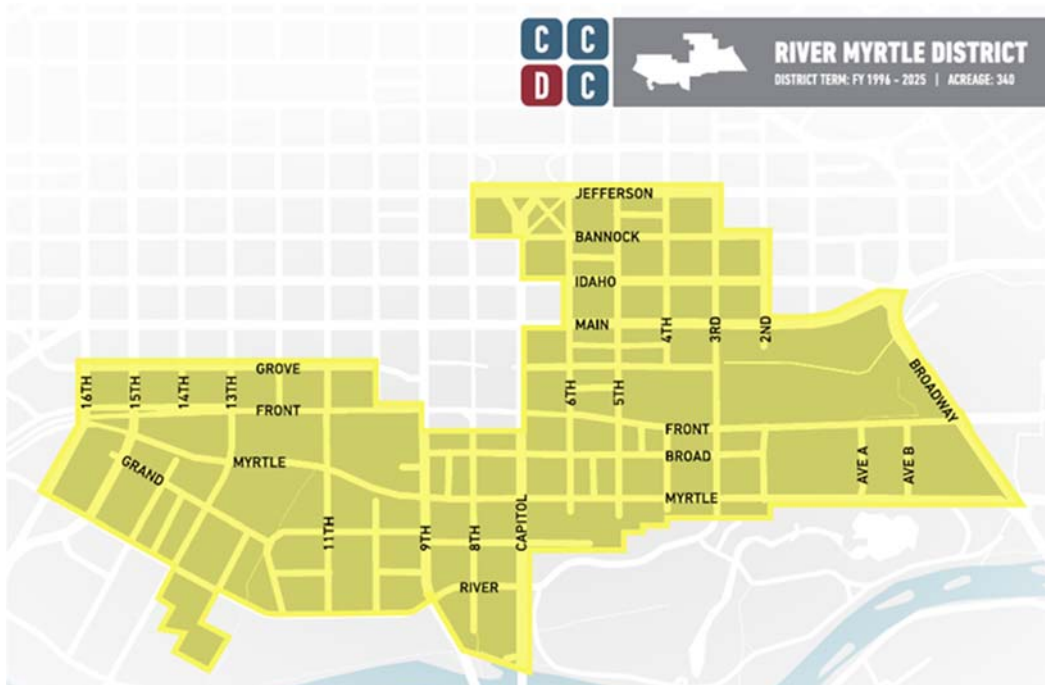 C C
D C
RIVER MYRTLE DISTRICT
DISTRICT TERM: FY 1996 - 2025 | ACREAGE: 340
JEFFERSON
BANNOCK
IDAHO
MAIN
4TH
3RD
2ND
GROVE
16TH
15TH
14TH
13TH
6TH
5TH
BROADWAY
FRONT
FRONT
BROAD
MYRTLE
GRAND
AVE A
AVE B
MYRTLE
11TH
9TH
8TH
CAPITOL
RIVER